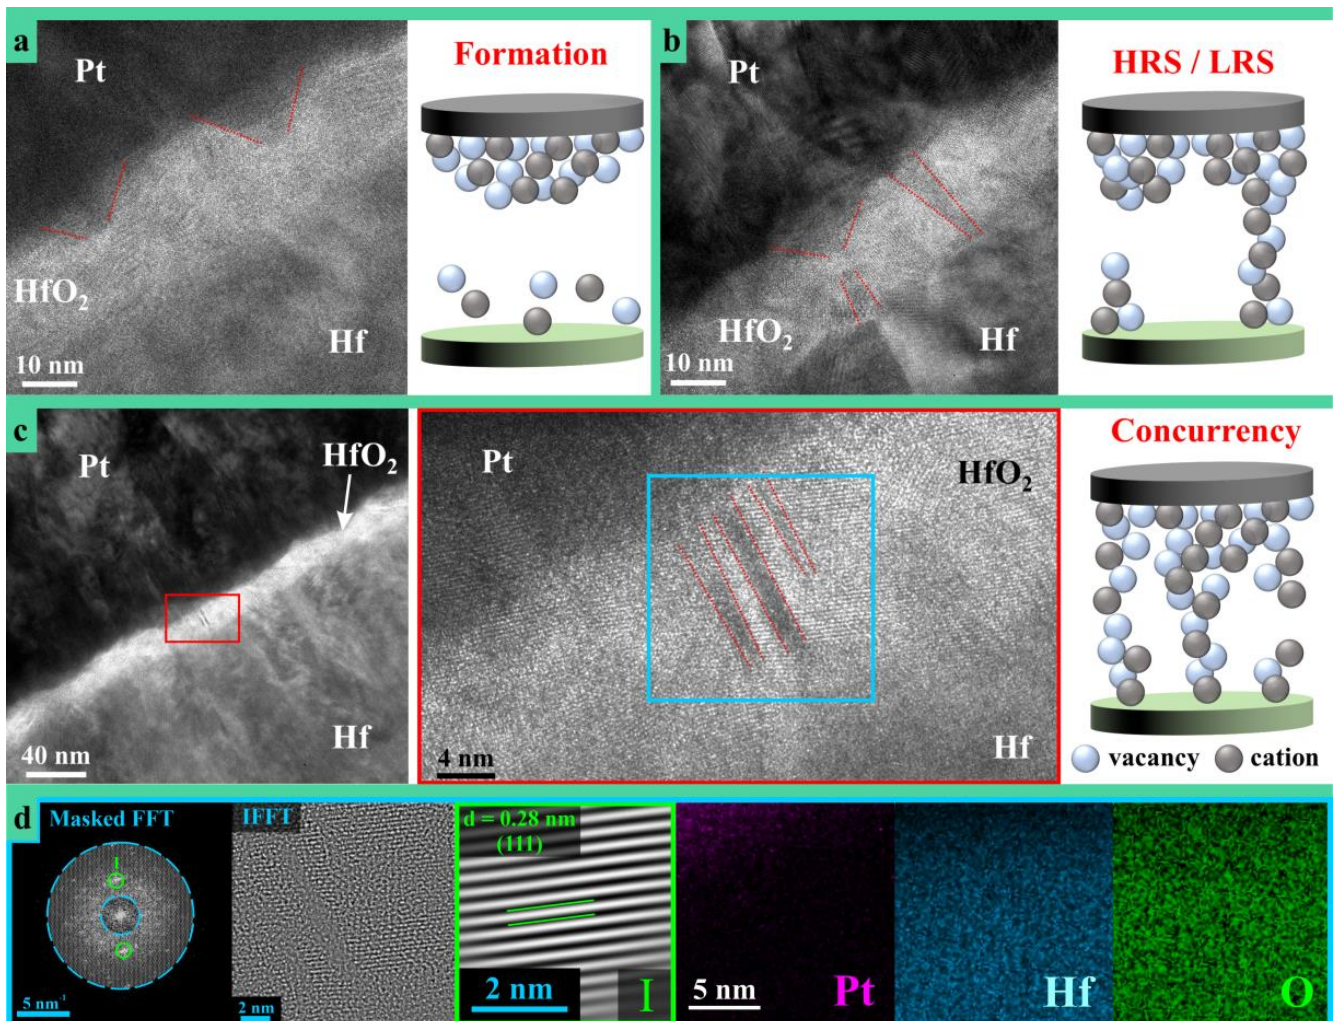 a
Pt
HfO2
Hf
10 nm
Formation
b
Pt
HfO2
Hf
10 nm
HRS / LRS
c
Pt
HfO2
Hf
40 nm
Pt
HfO2
Hf
4 nm
Concurrency
vacancy
cation
d
Masked FFT
I
5 nm-1
IFFT
2 nm
d = 0.28 nm
(111)
2 nm
I
5 nm
Pt
Hf
O